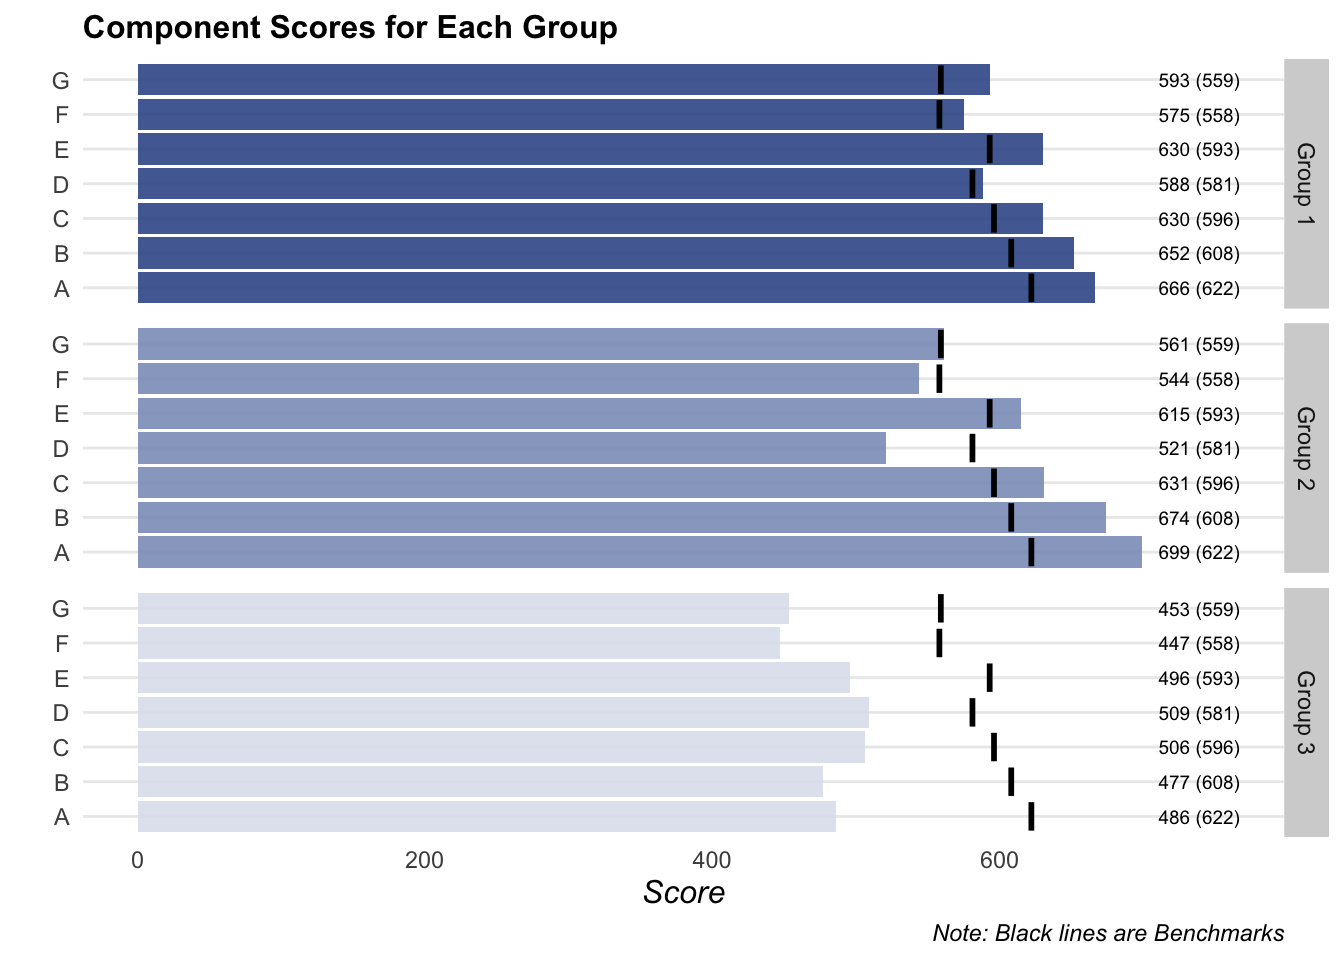 Component Scores for Each Group
G 593 (559)
F 575 (558)
E 630 (593)
D 588 (581)
C 630 (596)
B 652 (608)
A 666 (622)
Group 1
G 561 (559)
F 544 (558)
E 615 (593)
D 521 (581)
C 631 (596)
B 674 (608)
A 699 (622)
Group 2
G 453 (559)
F 447 (558)
E 496 (593)
D 509 (581)
C 506 (596)
B 477 (608)
A 486 (622)
Group 3
0 200 400 600
Score
Note: Black lines are Benchmarks